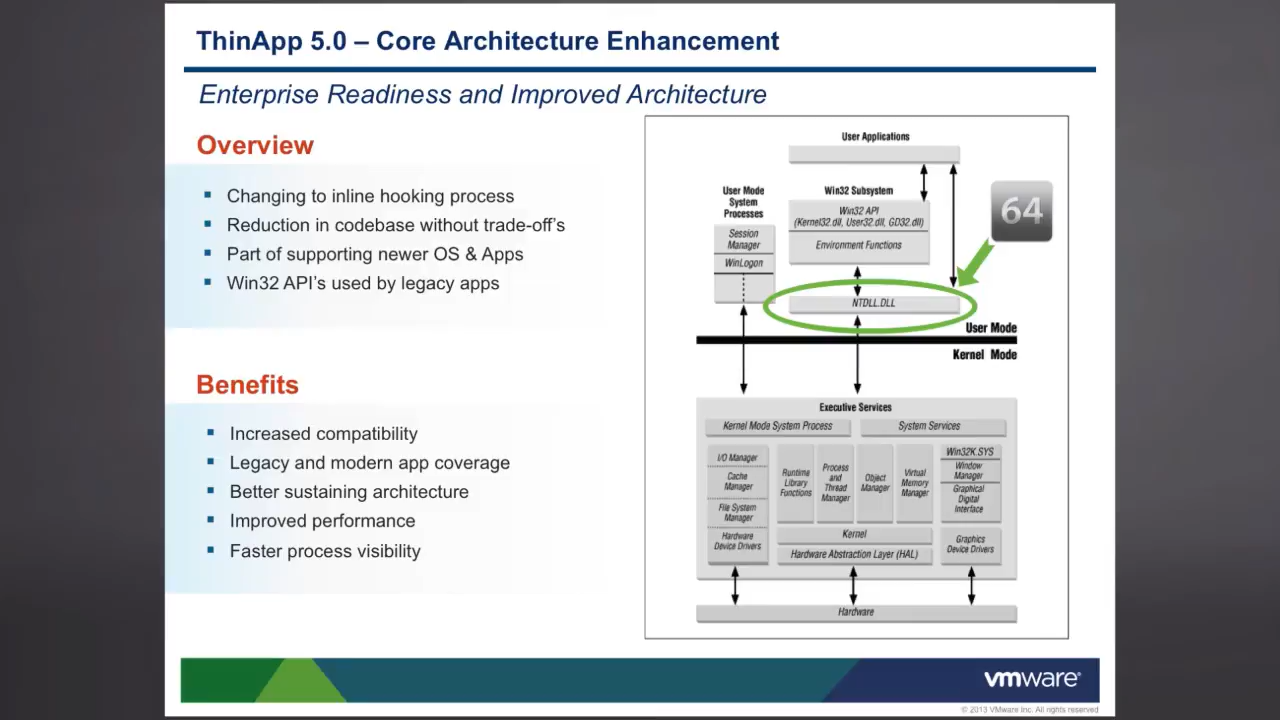 ThinApp 5.0 – Core Architecture Enhancement
Enterprise Readiness and Improved Architecture
Overview
Changing to inline hooking process
Reduction in codebase without trade-off's
Part of supporting newer OS & Apps
Win32 API's used by legacy apps
Benefits
Increased compatibility
Legacy and modern app coverage
Better sustaining architecture
Improved performance
Faster process visibility
User Applications
User Mode
System
Processes
Session
Manager
WinLogon
Win32 Subsystem
Win32 API
(Kernel32.dll, User32.dll, GD32.dll)
Environment Functions
64
NTDLL.DLL
User Mode
Kernel Mode
Executive Services
Kernel Mode System Process
System Services
I/O Manager
Cache
Manager
File System
Manager
Hardware
Device Drivers
Runtime
Library
Functions
Process
and
Thread
Manager
Object
Manager
Virtual
Memory
Manager
Win32K.SYS
Window
Manager
Graphical
Digital
Interface
Graphics
Device Drivers
Kernel
Hardware Abstraction Layer (HAL)
Hardware
vmware®
© 2013 VMware Inc. All rights reserved